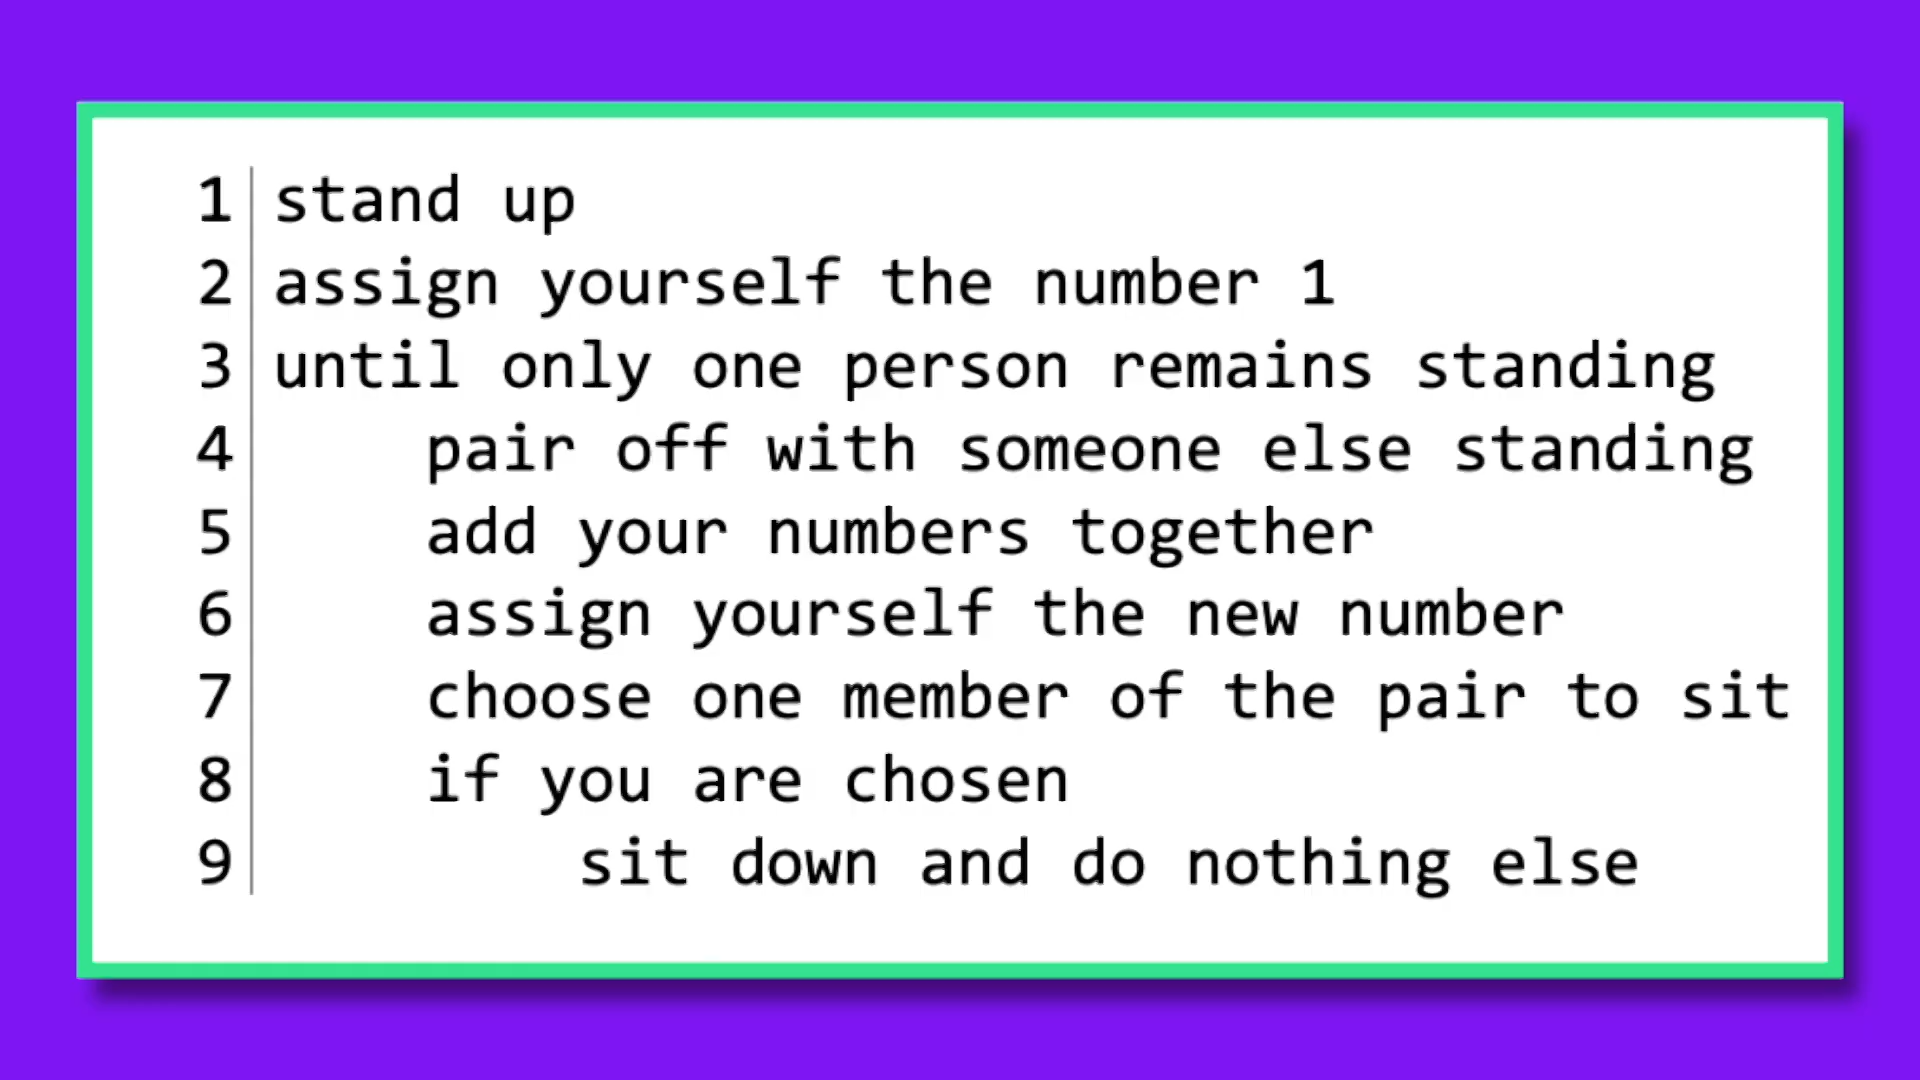 1 stand up
2 assign yourself the number 1
3 until only one person remains standing
4     pair off with someone else standing
5     add your numbers together
6     assign yourself the new number
7     choose one member of the pair to sit
8     if you are chosen
9         sit down and do nothing else